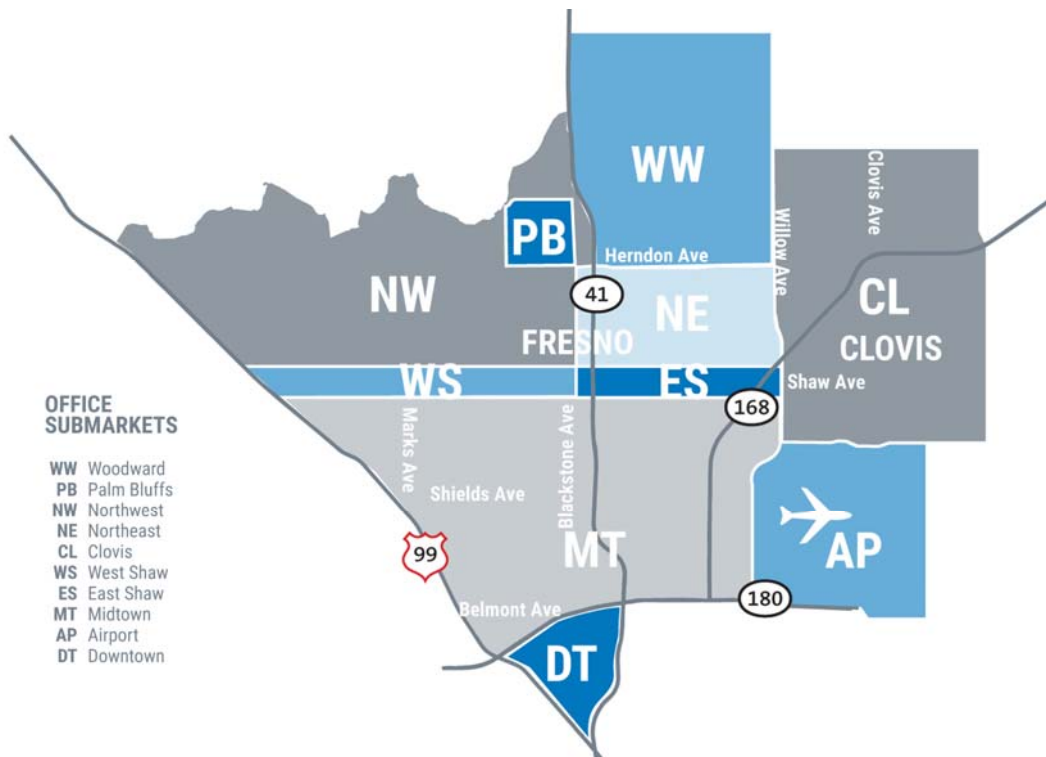 WW
Clovis Ave
PB
Willow Ave
Herndon Ave
NW
41
NE
CL
FRESNO
CLOVIS
WS
ES
Shaw Ave
168
OFFICE
SUBMARKETS
WW Woodward
PB Palm Bluffs
NW Northwest
NE Northeast
CL Clovis
WS West Shaw
ES East Shaw
MT Midtown
AP Airport
DT Downtown
Marks Ave
Blackstone Ave
Shields Ave
99
MT
AP
180
Belmont Ave
DT